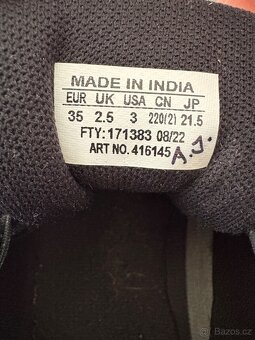 MADE IN INDIA
EUR UK USA CN JP
35 2.5 3 220(2) 21.5
FTY:171383 08/22
ART NO. 416145 A.J.
Sbazar.cz